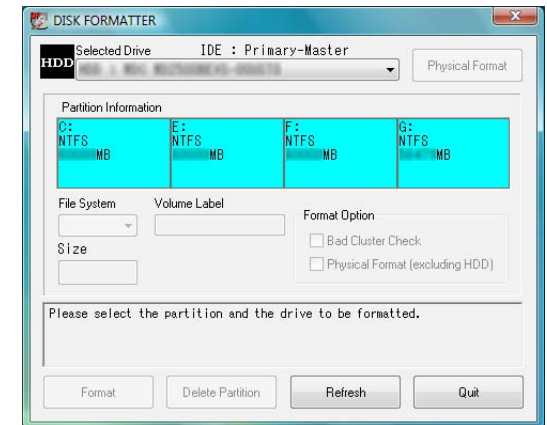 DISK FORMATTER
Selected Drive IDE : Primary-Master
HDD
Physical Format
Partition Information
C: E: F: G:
NTFS NTFS NTFS NTFS
MB MB MB MB
File System Volume Label
Format Option
Bad Cluster Check
Size
Physical Format (excluding HDD)
Please select the partition and the drive to be formatted.
Format Delete Partition Refresh Quit